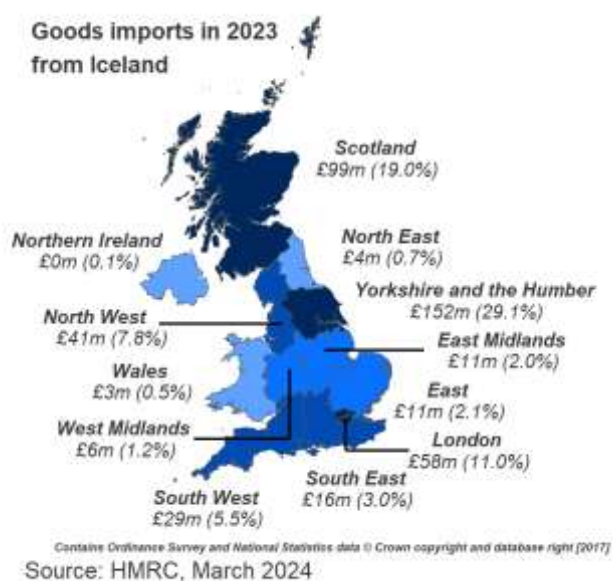 Goods imports in 2023
from Iceland
Scotland
£99m (19.0%)
Northern Ireland
£0m (0.1%)
North East
£4m (0.7%)
Yorkshire and the Humber
£152m (29.1%)
North West
£41m (7.8%)
East Midlands
£11m (2.0%)
Wales
£3m (0.5%)
East
£11m (2.1%)
West Midlands
£6m (1.2%)
London
£58m (11.0%)
South East
£16m (3.0%)
South West
£29m (5.5%)
Contains Ordinance Survey and National Statistics data © Crown copyright and database right [2017]
Source: HMRC, March 2024